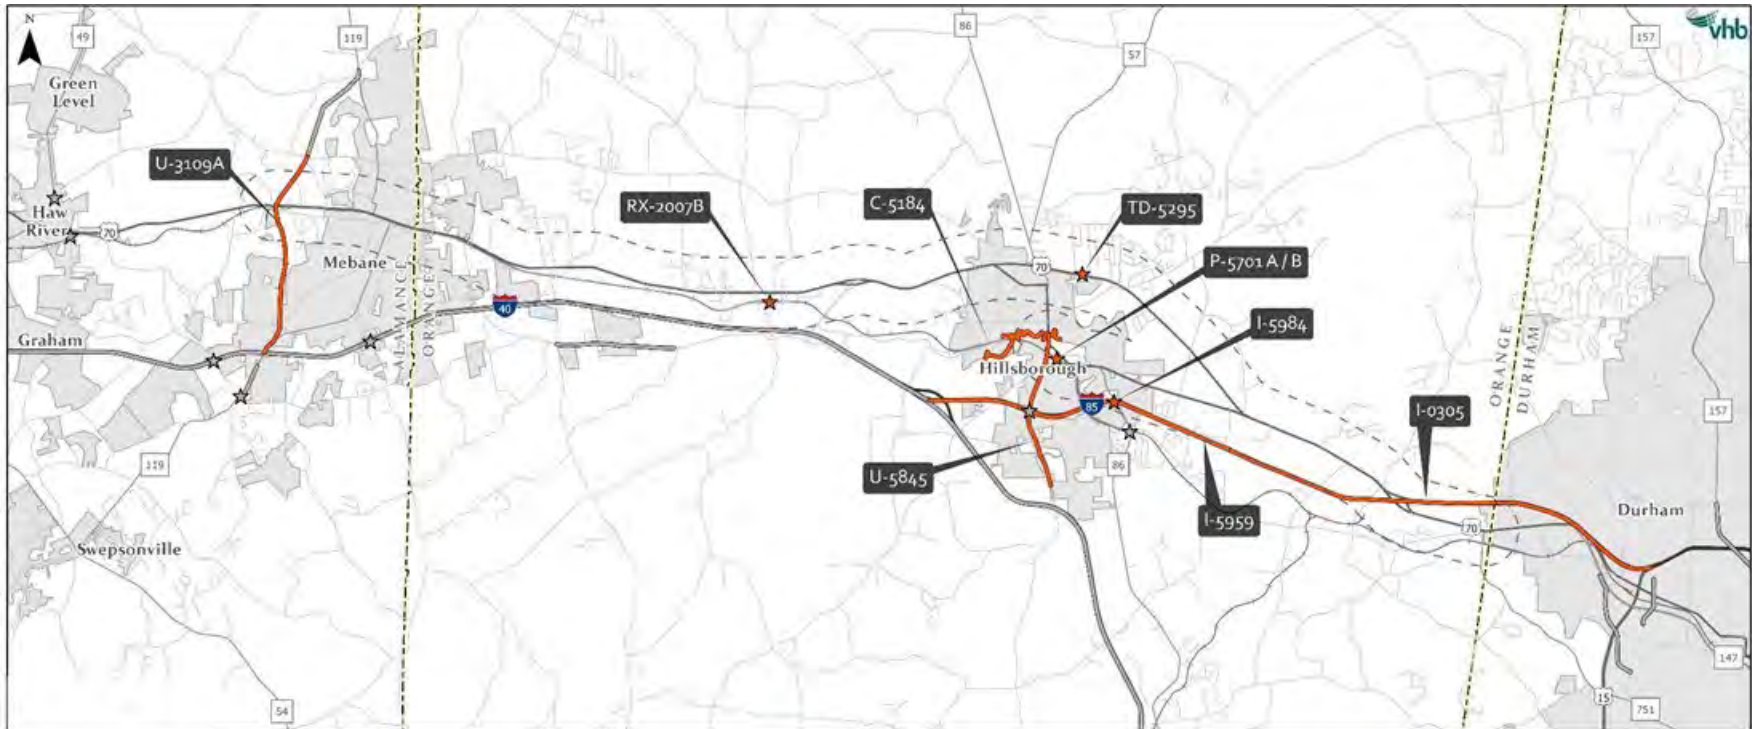 N
49
119
86
57
157
vhb
Green
Level
U-3109A
RX-2007B
C-5184
TD-5295
Haw
River
70
Mebane
ALAMANCE
ORANGE
70
P-5701 A / B
40
I-5984
Graham
Hillsborough
ORANGE
DURHAM
85
I-0305
157
119
U-5845
86
I-5959
70
Durham
Swepsonville
147
54
15
751